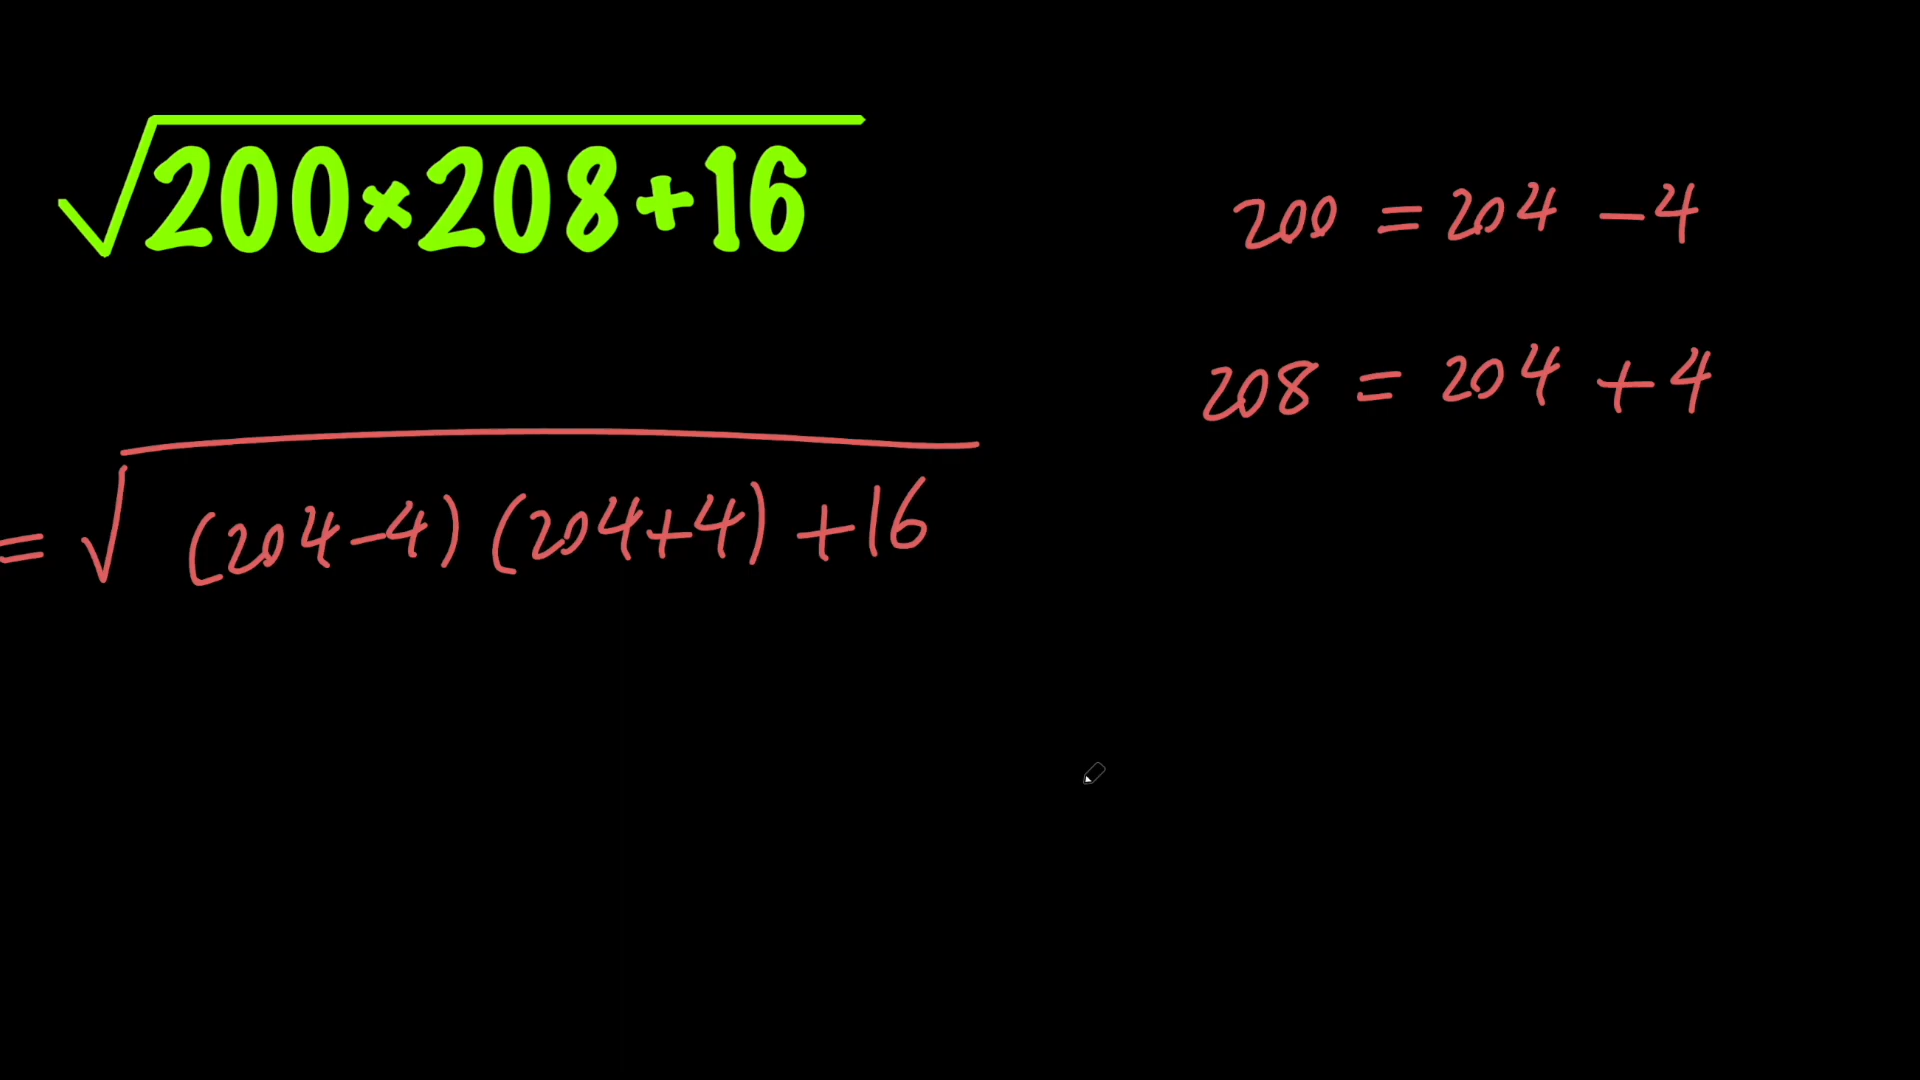 √200×208+16
200 = 204 - 4
208 = 204 + 4
= √(204-4)(204+4)+16